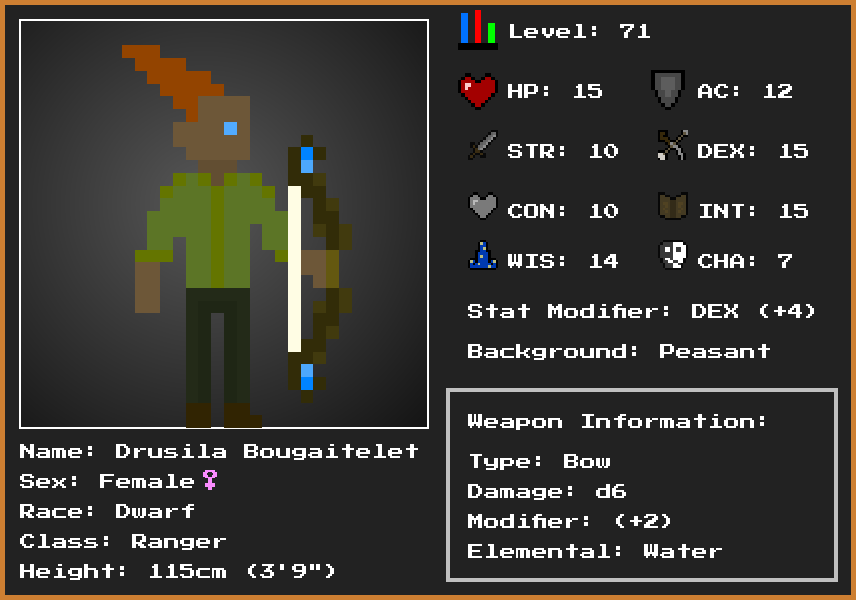 Level: 71
HP: 15 AC: 12
STR: 10 DEX: 15
CON: 10 INT: 15
WIS: 14 CHA: 7
Stat Modifier: DEX (+4)
Background: Peasant
Weapon Information:
Type: Bow
Damage: d6
Modifier: (+2)
Elemental: Water
Name: Drusila Bougaitelet
Sex: Female♀
Race: Dwarf
Class: Ranger
Height: 115cm (3'9")